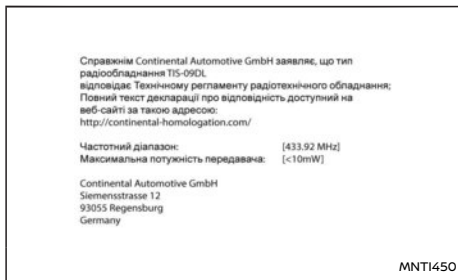 Справжнім Continental Automotive GmbH заявляє, що тип
радіообладнання TIS-09DL
відповідає Технічному регламенту радіотехнічного обладнання;
Повний текст декларації про відповідність доступний на
веб-сайті за такою адресою:
http://continental-homologation.com/
Частотний діапазон: [433.92 MHz]
Максимальна потужність передавача: [<10mW]
Continental Automotive GmbH
Siemensstrasse 12
93055 Regensburg
Germany
MNTI450